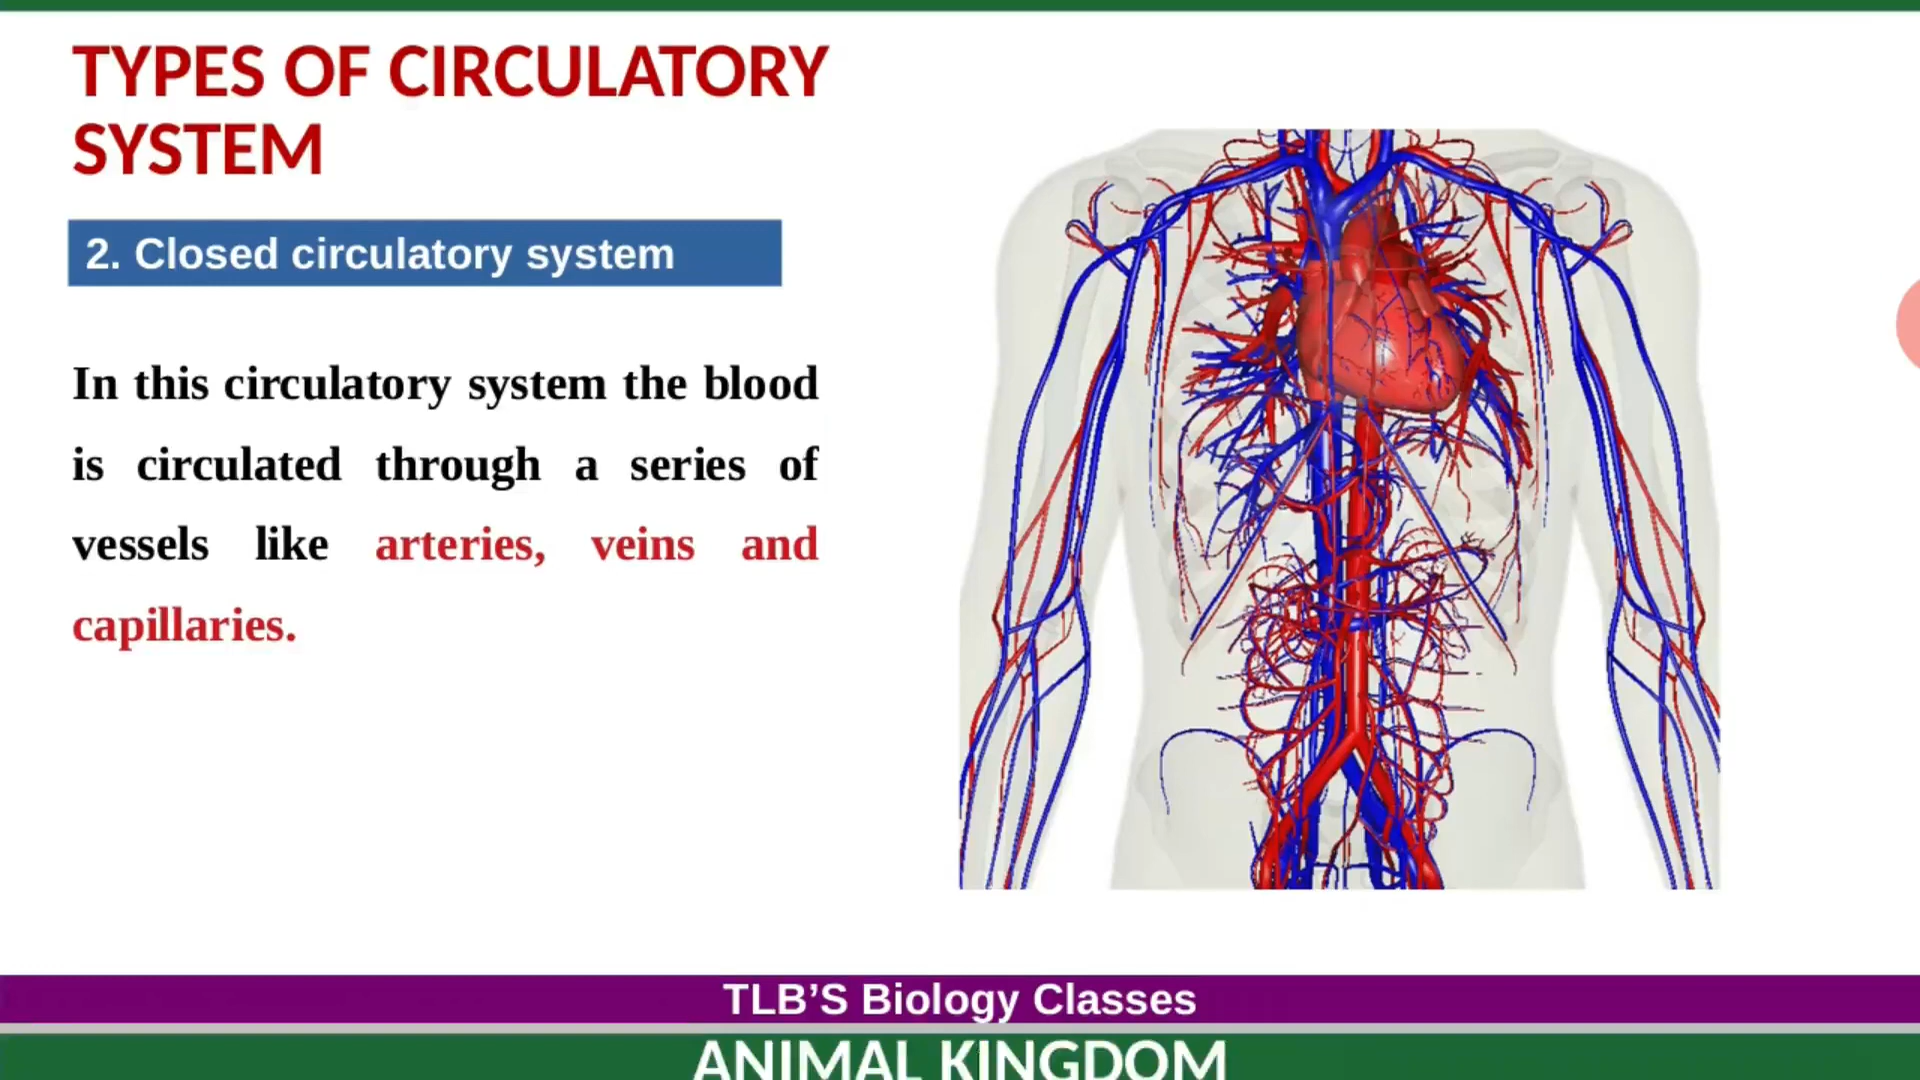 TYPES OF CIRCULATORY
SYSTEM
2. Closed circulatory system
In this circulatory system the blood
is circulated through a series of
vessels like arteries, veins and
capillaries.
TLB’S Biology Classes
ANIMAL KINGDOM